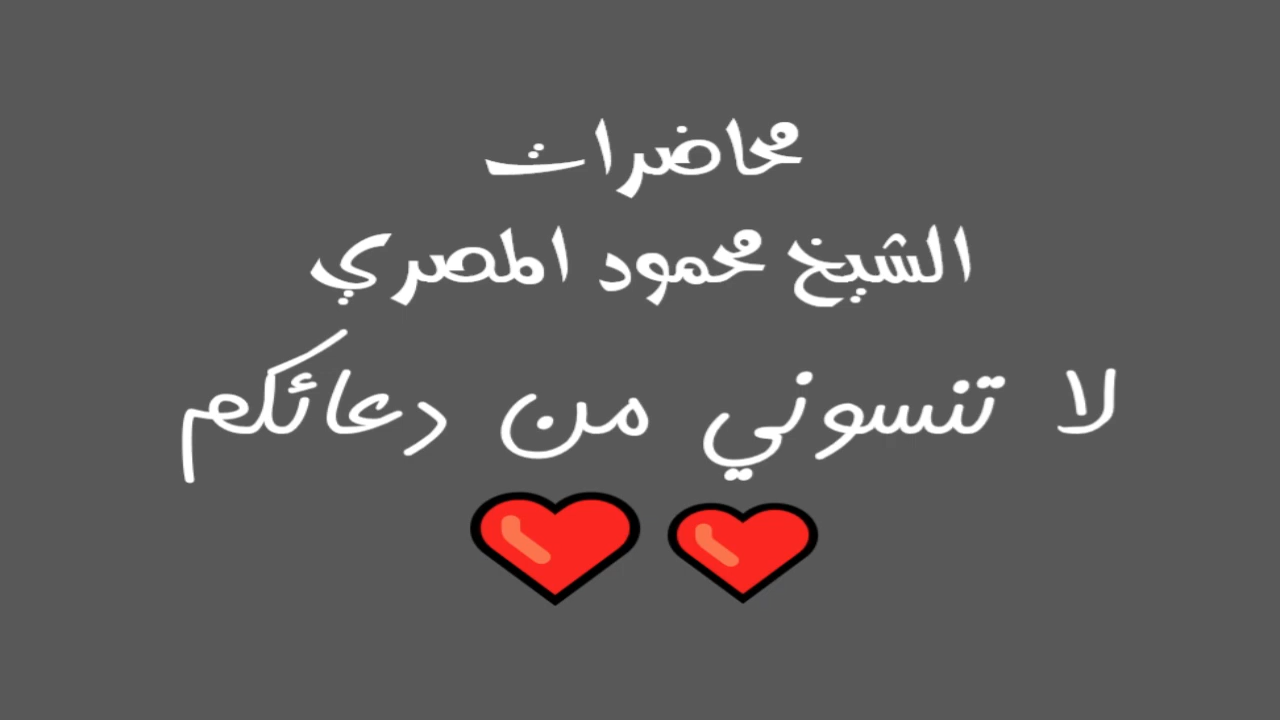 محاضرات
الشيخ محمود المصري
لا تنسوني من دعائكم